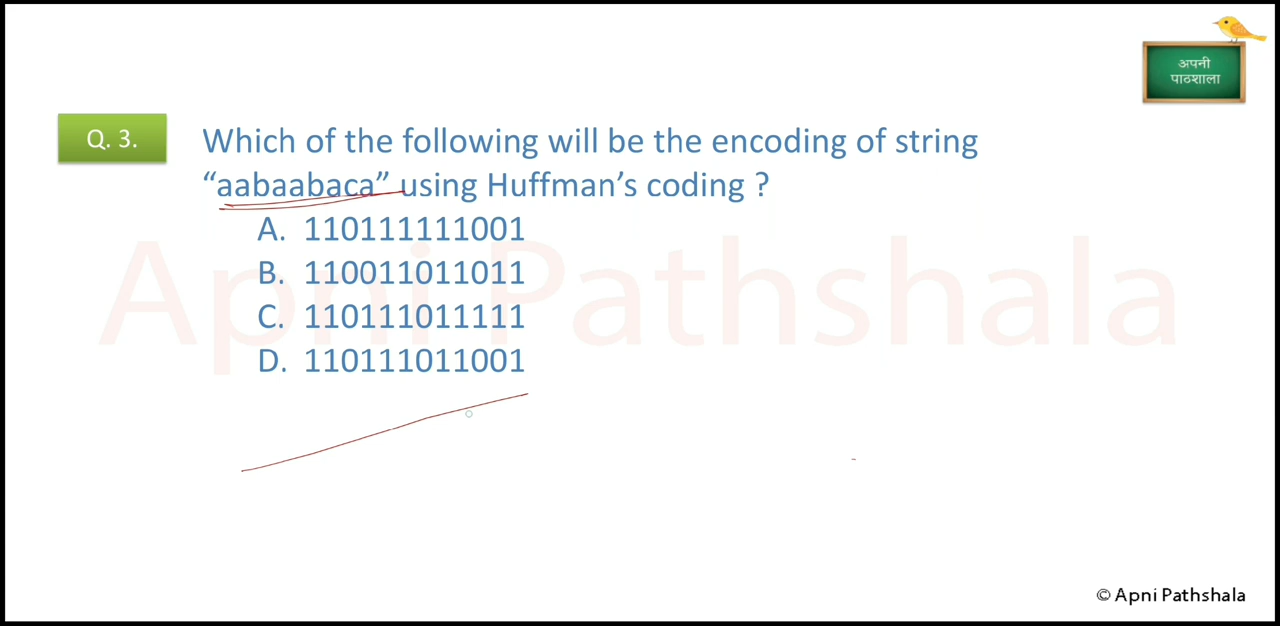 अपनी
पाठशाला
Q. 3.
Which of the following will be the encoding of string
“aabaabaca” using Huffman’s coding ?
A. 110111111001
B. 110011011011
C. 110111011111
D. 110111011001
Apni Pathshala
© Apni Pathshala